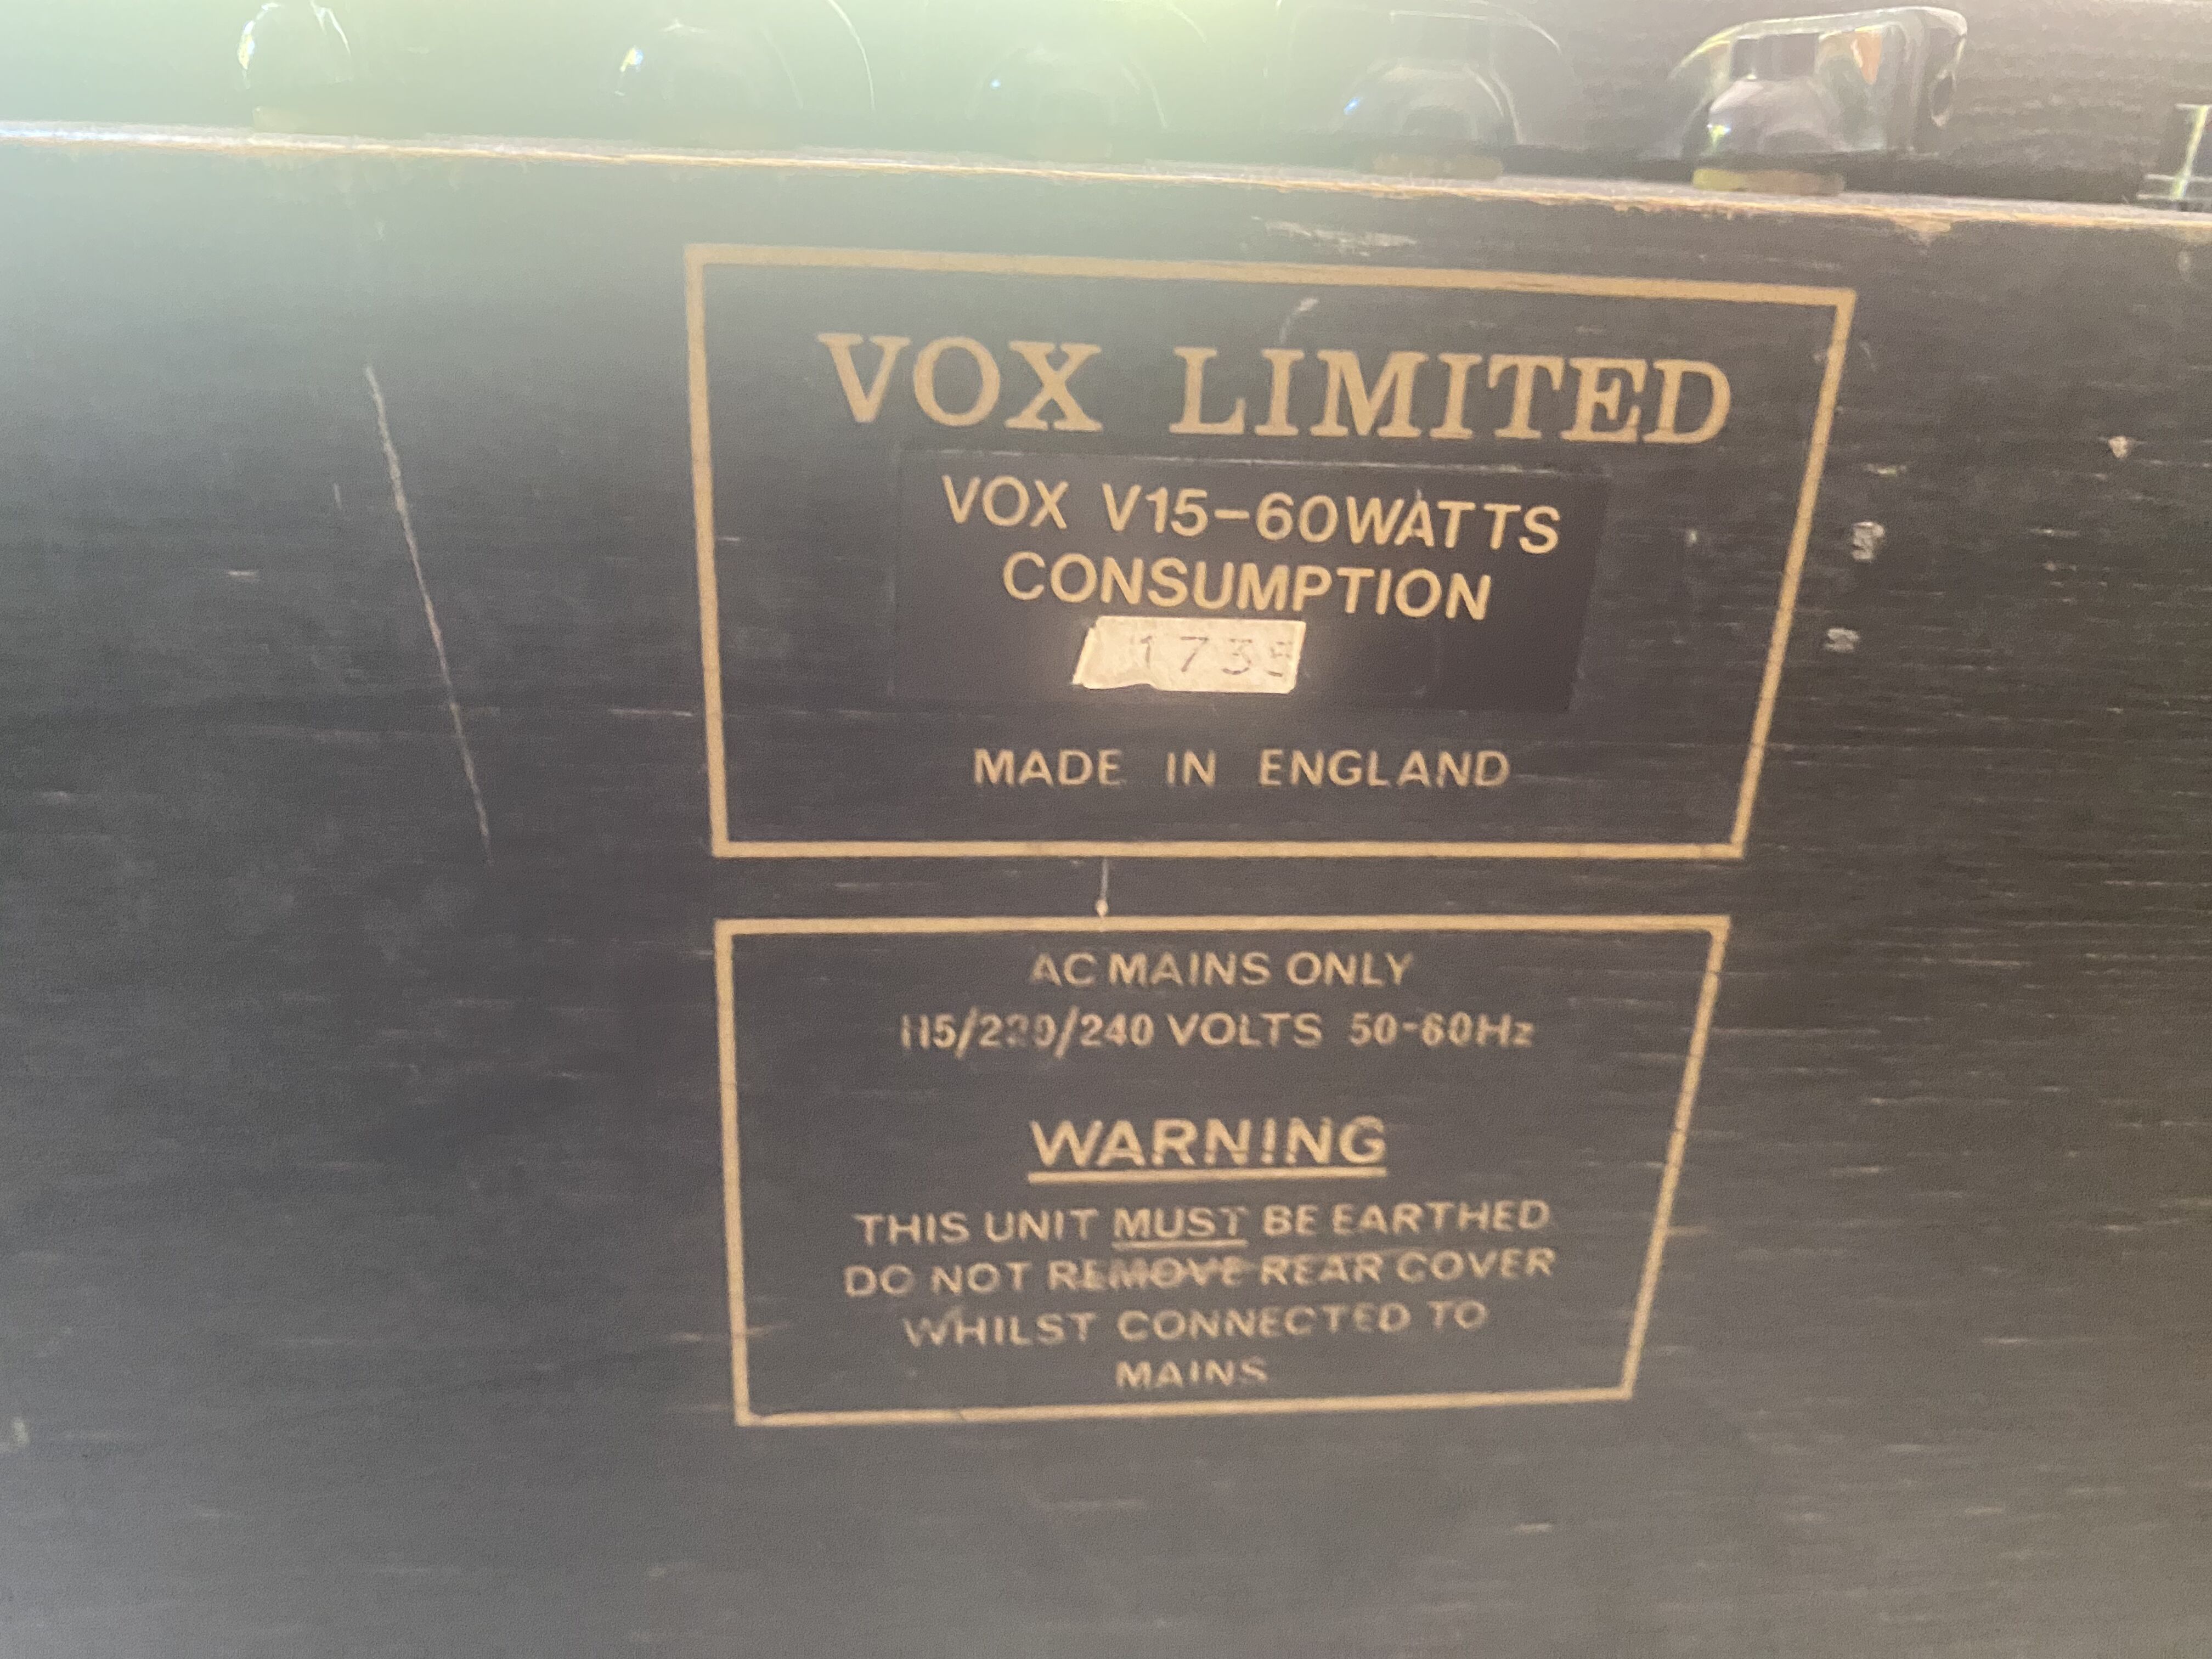 VOX LIMITED
VOX V15-60WATTS
CONSUMPTION
1735
MADE IN ENGLAND
AC MAINS ONLY
115/220/240 VOLTS 50-60Hz
WARNING
THIS UNIT MUST BE EARTHED
DO NOT REMOVE REAR COVER
WHILST CONNECTED TO
MAINS